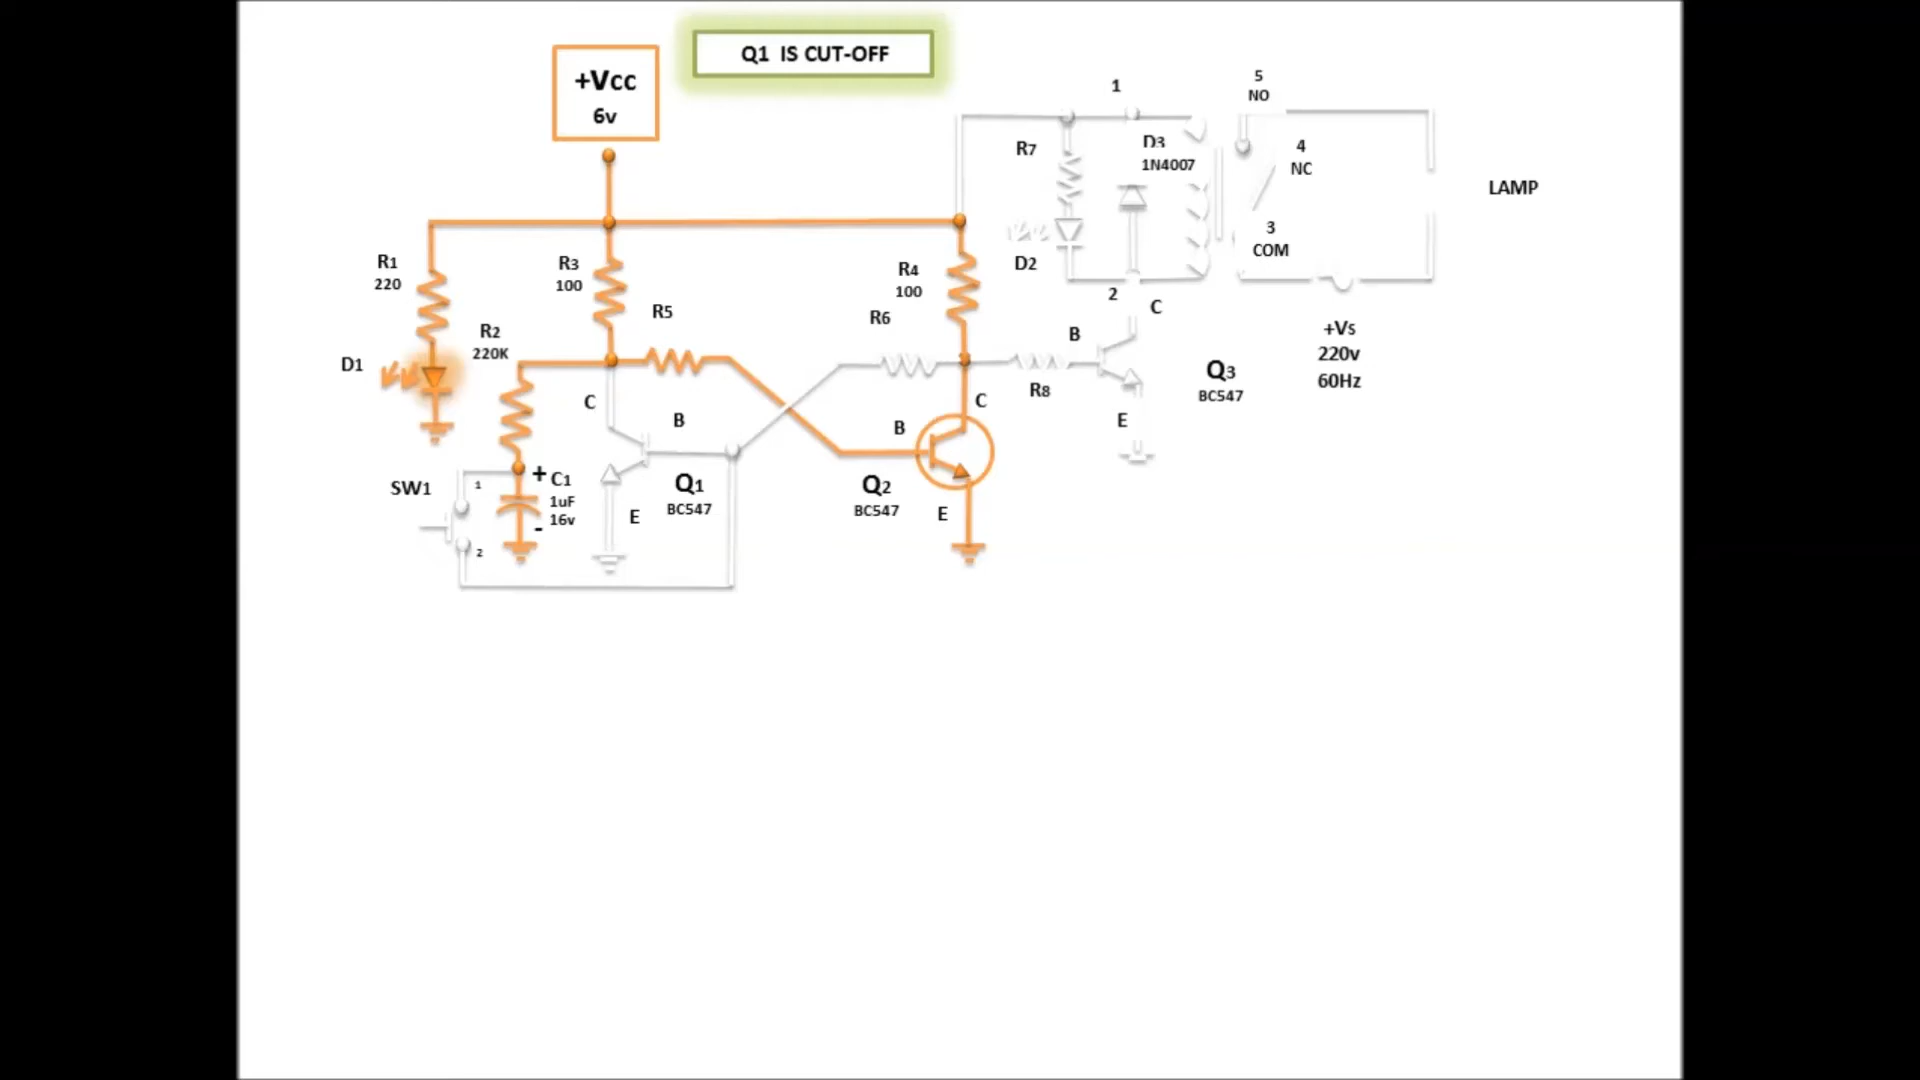 Q1 IS CUT-OFF
+Vcc
6v
1
5
NO
R7
D3
1N4007
4
NC
LAMP
3
COM
R1
220
R3
100
R4
100
D2
2
C
R5
R6
R2
220K
B
+Vs
220v
60Hz
D1
Q3
BC547
R8
C
C
B
B
E
SW1
1
+
C1
1uF
16v
-
2
Q1
BC547
Q2
BC547
E
E